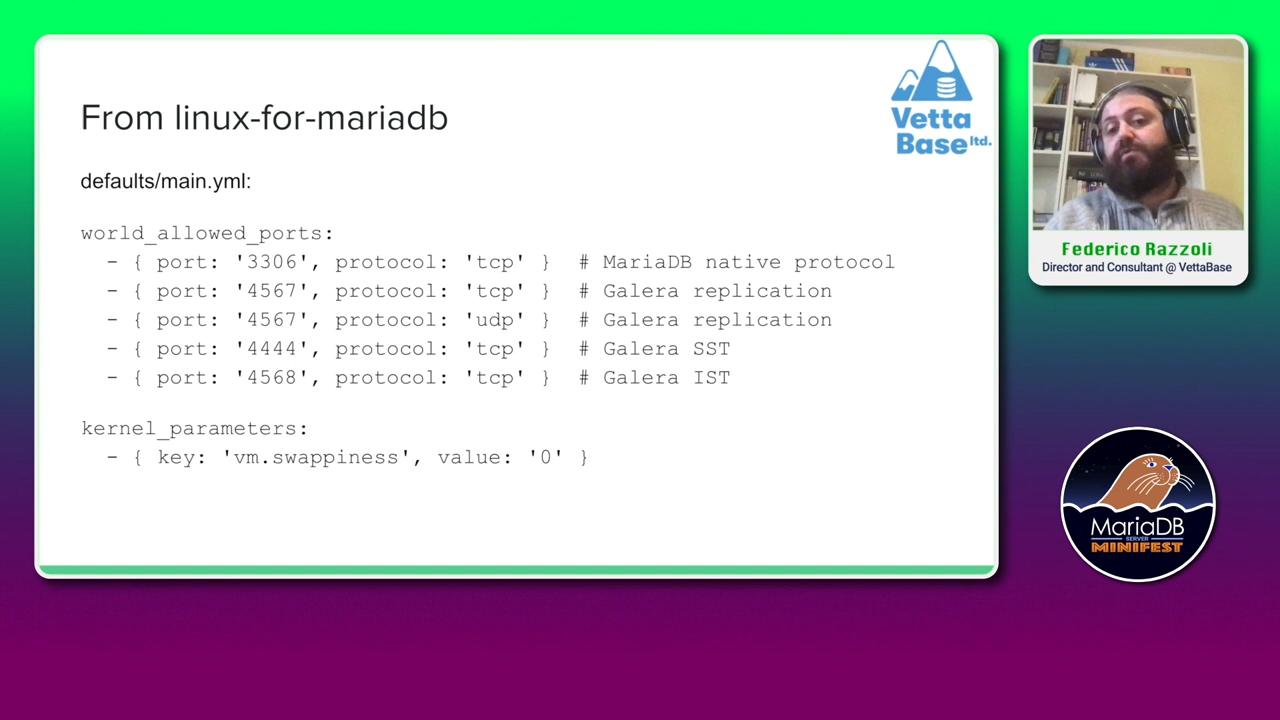 From linux-for-mariadb
Vetta
Base ltd.
defaults/main.yml:
world_allowed_ports:
- { port: '3306', protocol: 'tcp' } # MariaDB native protocol
- { port: '4567', protocol: 'tcp' } # Galera replication
- { port: '4567', protocol: 'udp' } # Galera replication
- { port: '4444', protocol: 'tcp' } # Galera SST
- { port: '4568', protocol: 'tcp' } # Galera IST
kernel_parameters:
- { key: 'vm.swappiness', value: '0' }
Federico Razzoli
Director and Consultant @ VettaBase
MariaDB
SERVER
MINIFEST